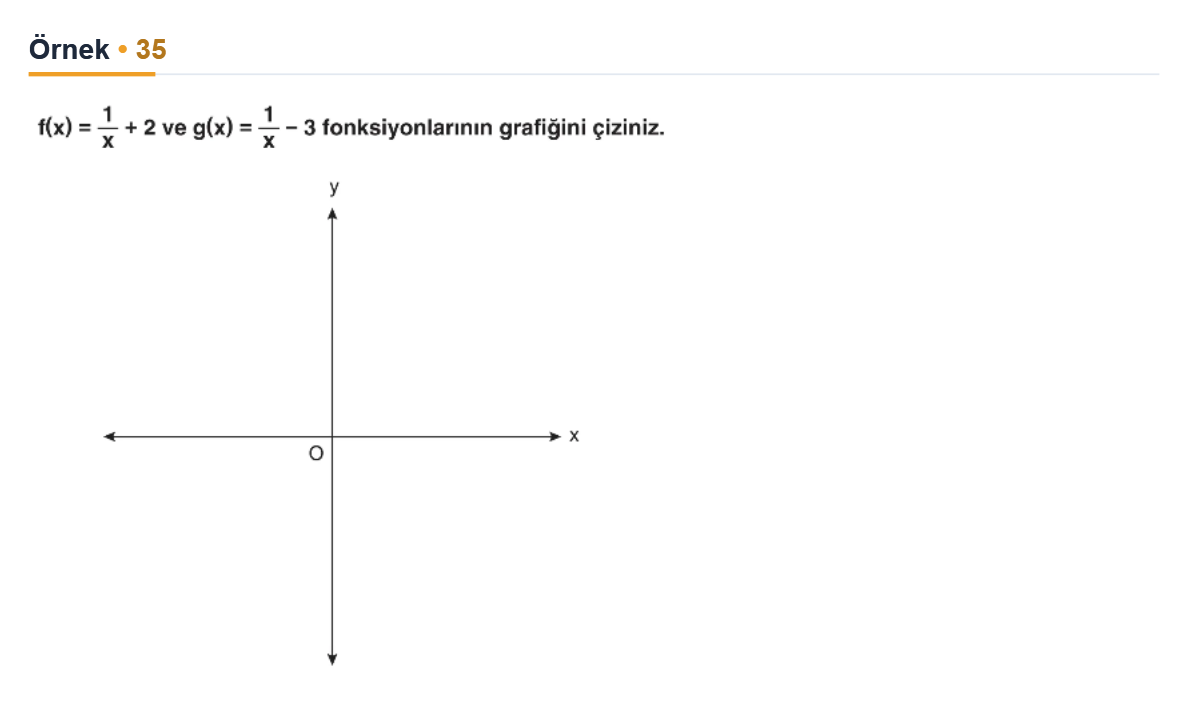 Örnek • 35
f(x) = 1/x + 2 ve g(x) = 1/x – 3 fonksiyonlarının grafiğini çiziniz.
y
x
O